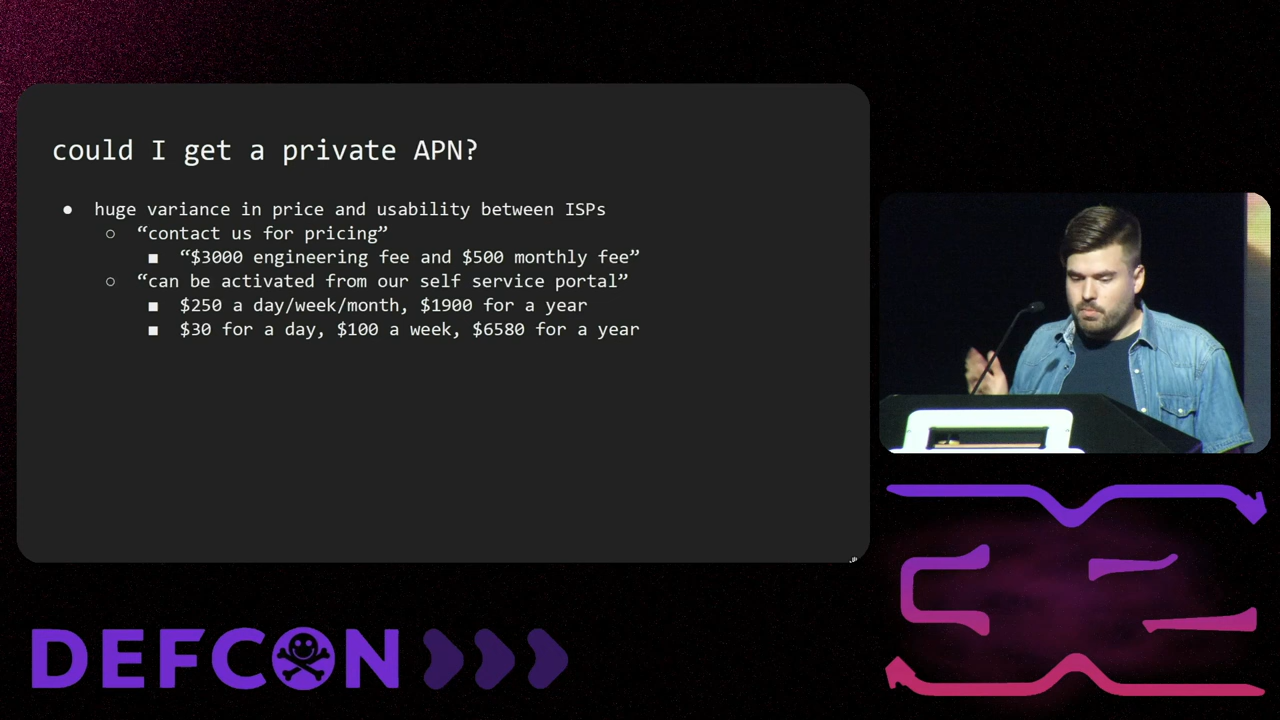 could I get a private APN?
● huge variance in price and usability between ISPs
○ “contact us for pricing”
■ “$3000 engineering fee and $500 monthly fee”
○ “can be activated from our self service portal”
■ $250 a day/week/month, $1900 for a year
■ $30 for a day, $100 a week, $6580 for a year
DEFCON